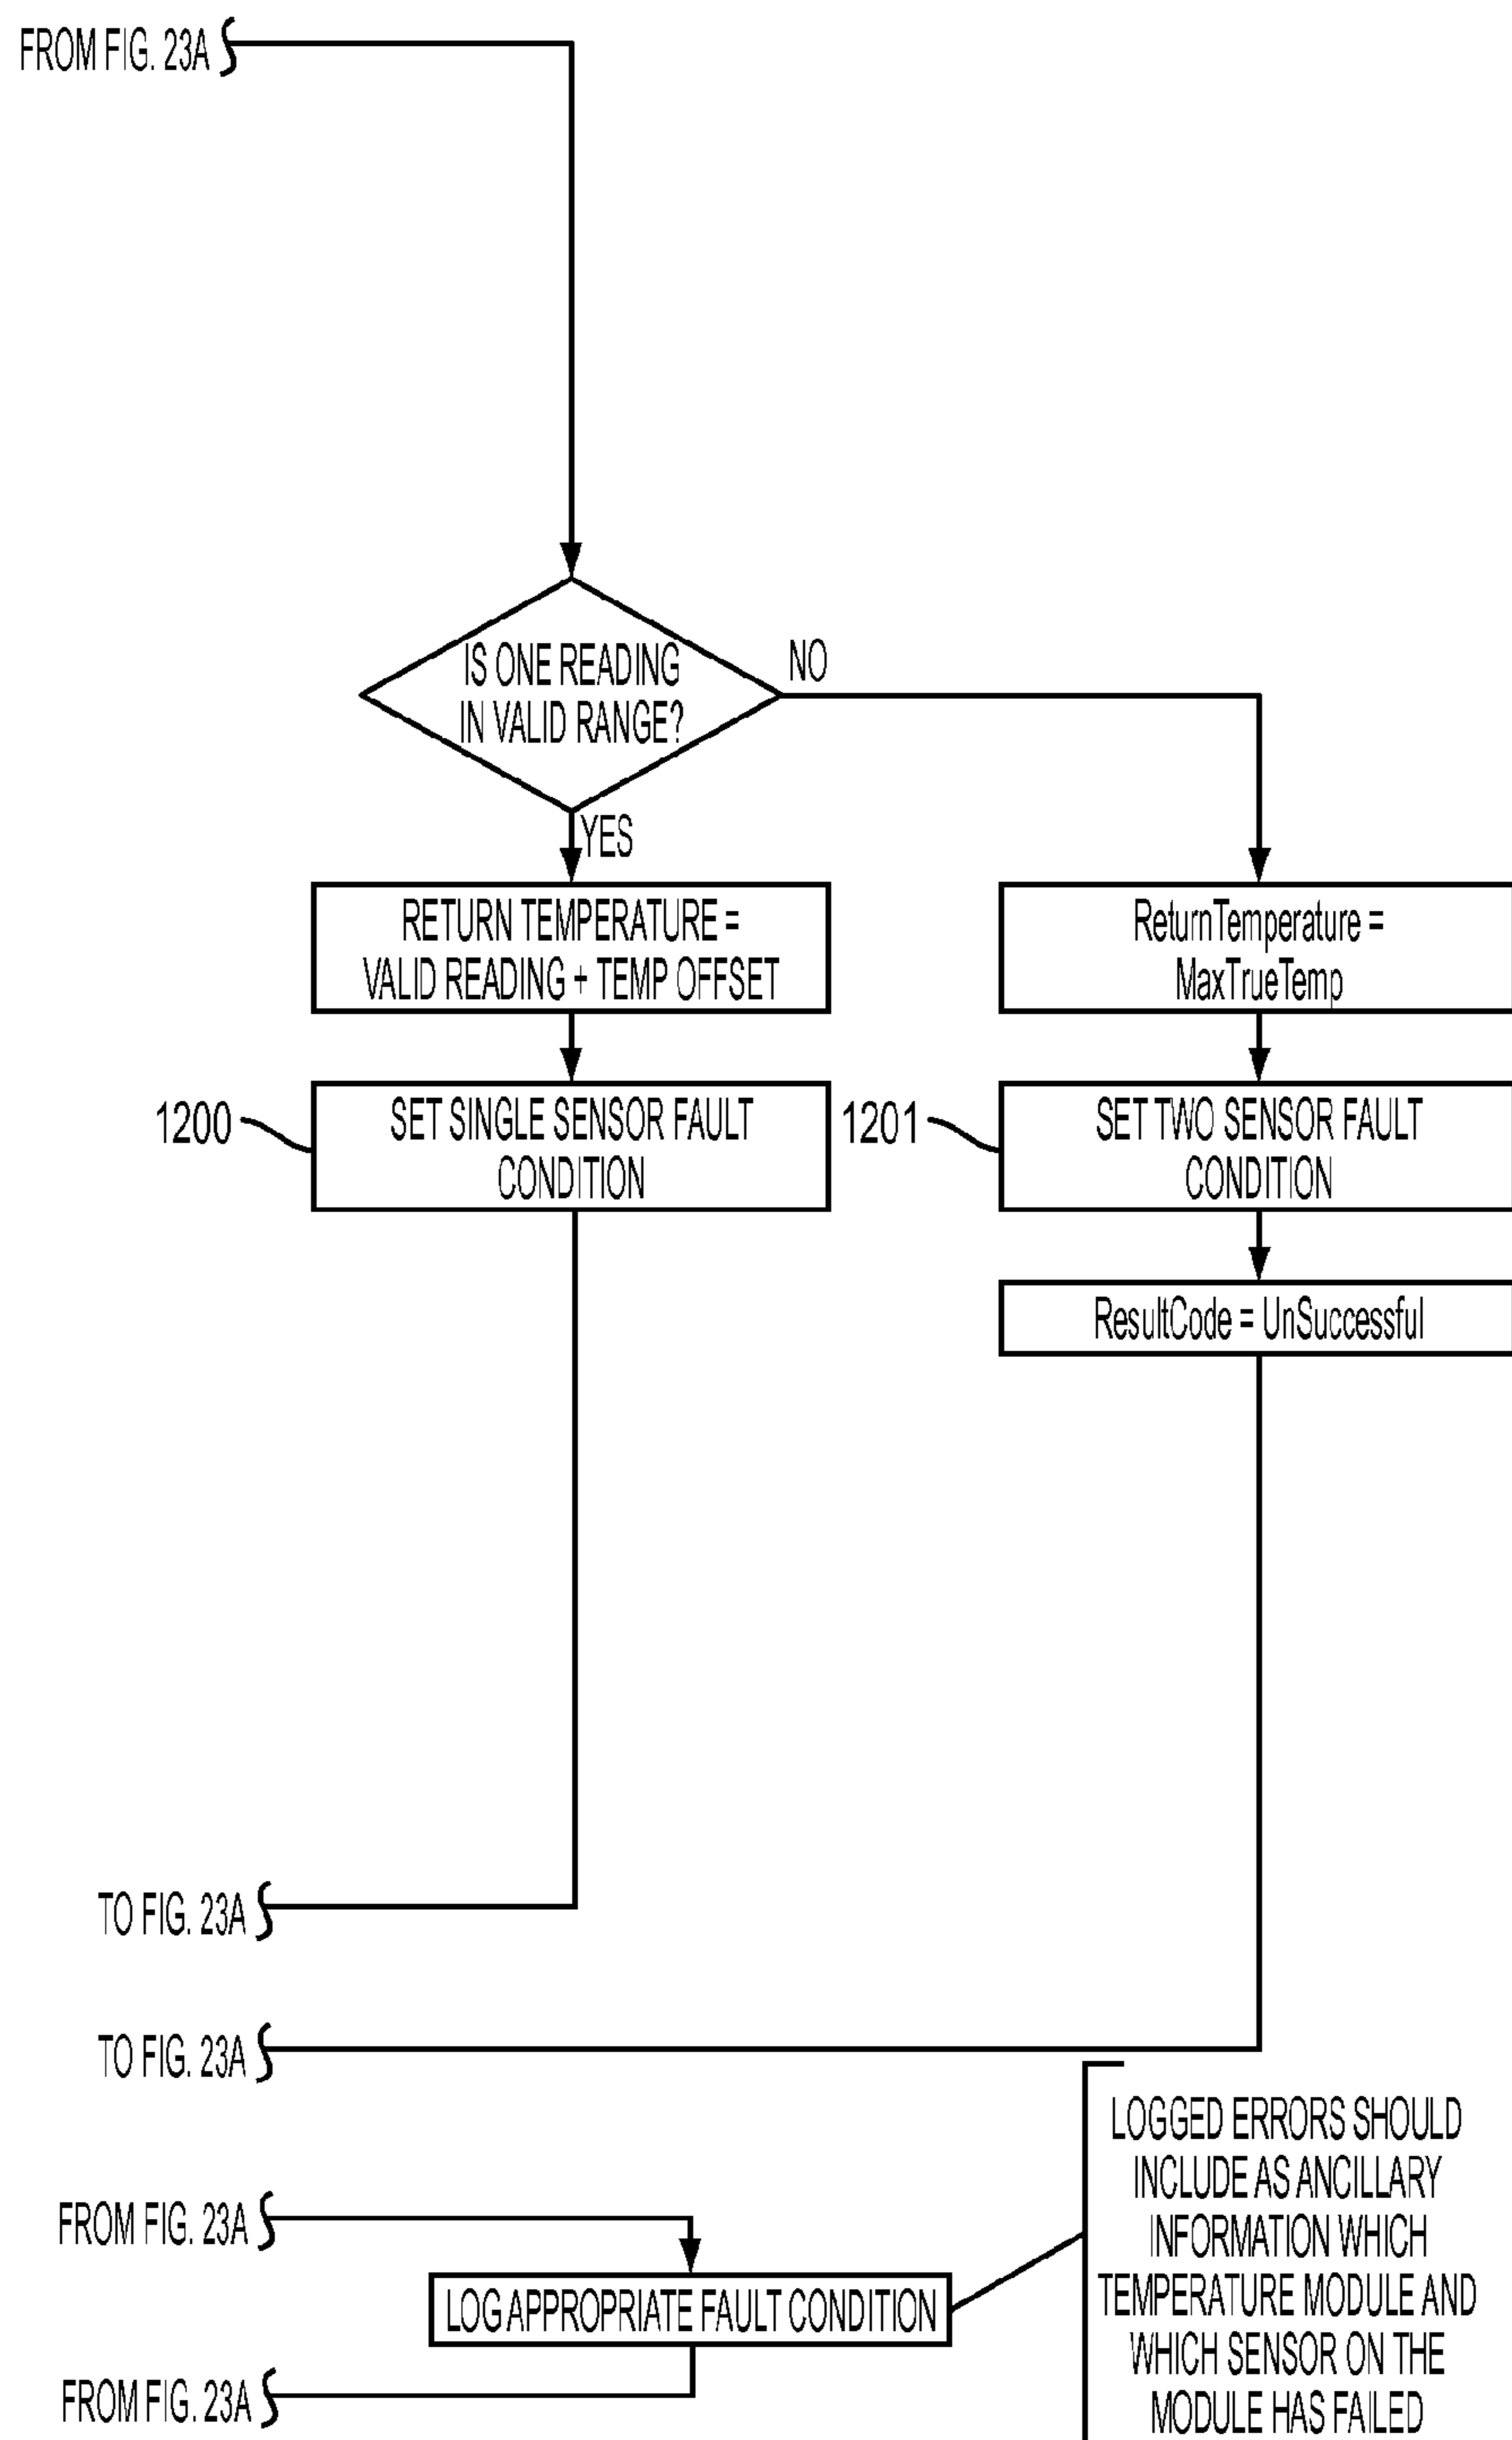 FROM FIG. 23A
IS ONE READING
IN VALID RANGE?
NO
YES
RETURN TEMPERATURE =
VALID READING + TEMP OFFSET
ReturnTemperature =
MaxTrueTemp
1200
SET SINGLE SENSOR FAULT
CONDITION
1201
SET TWO SENSOR FAULT
CONDITION
ResultCode = UnSuccessful
TO FIG. 23A
TO FIG. 23A
FROM FIG. 23A
LOG APPROPRIATE FAULT CONDITION
FROM FIG. 23A
LOGGED ERRORS SHOULD
INCLUDE AS ANCILLARY
INFORMATION WHICH
TEMPERATURE MODULE AND
WHICH SENSOR ON THE
MODULE HAS FAILED